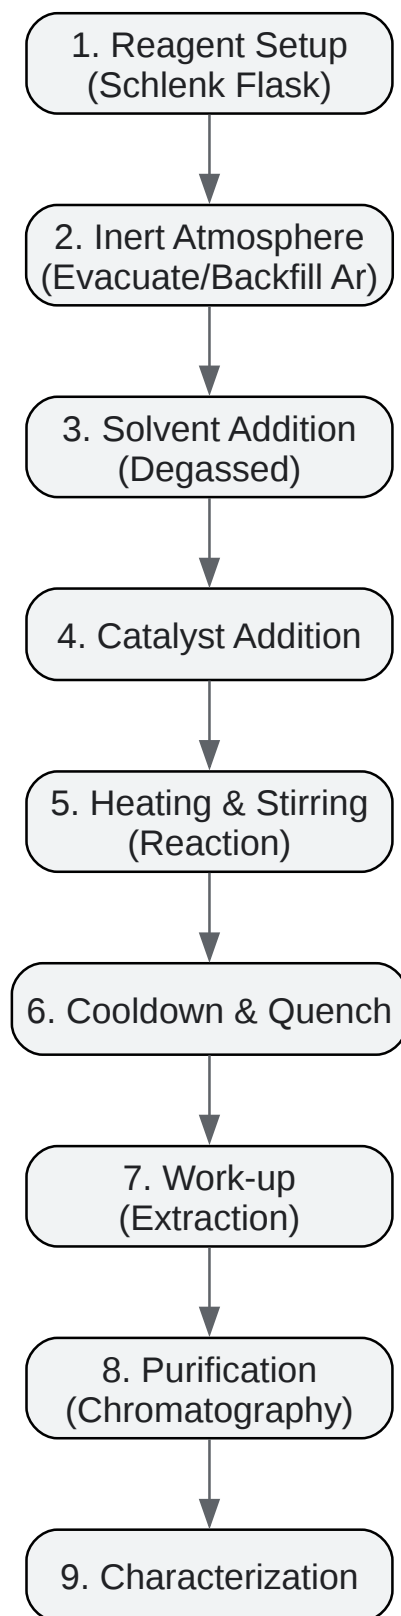 1. Reagent Setup
(Schlenk Flask)
2. Inert Atmosphere
(Evacuate/Backfill Ar)
3. Solvent Addition
(Degassed)
4. Catalyst Addition
5. Heating & Stirring
(Reaction)
6. Cooldown & Quench
7. Work-up
(Extraction)
8. Purification
(Chromatography)
9. Characterization